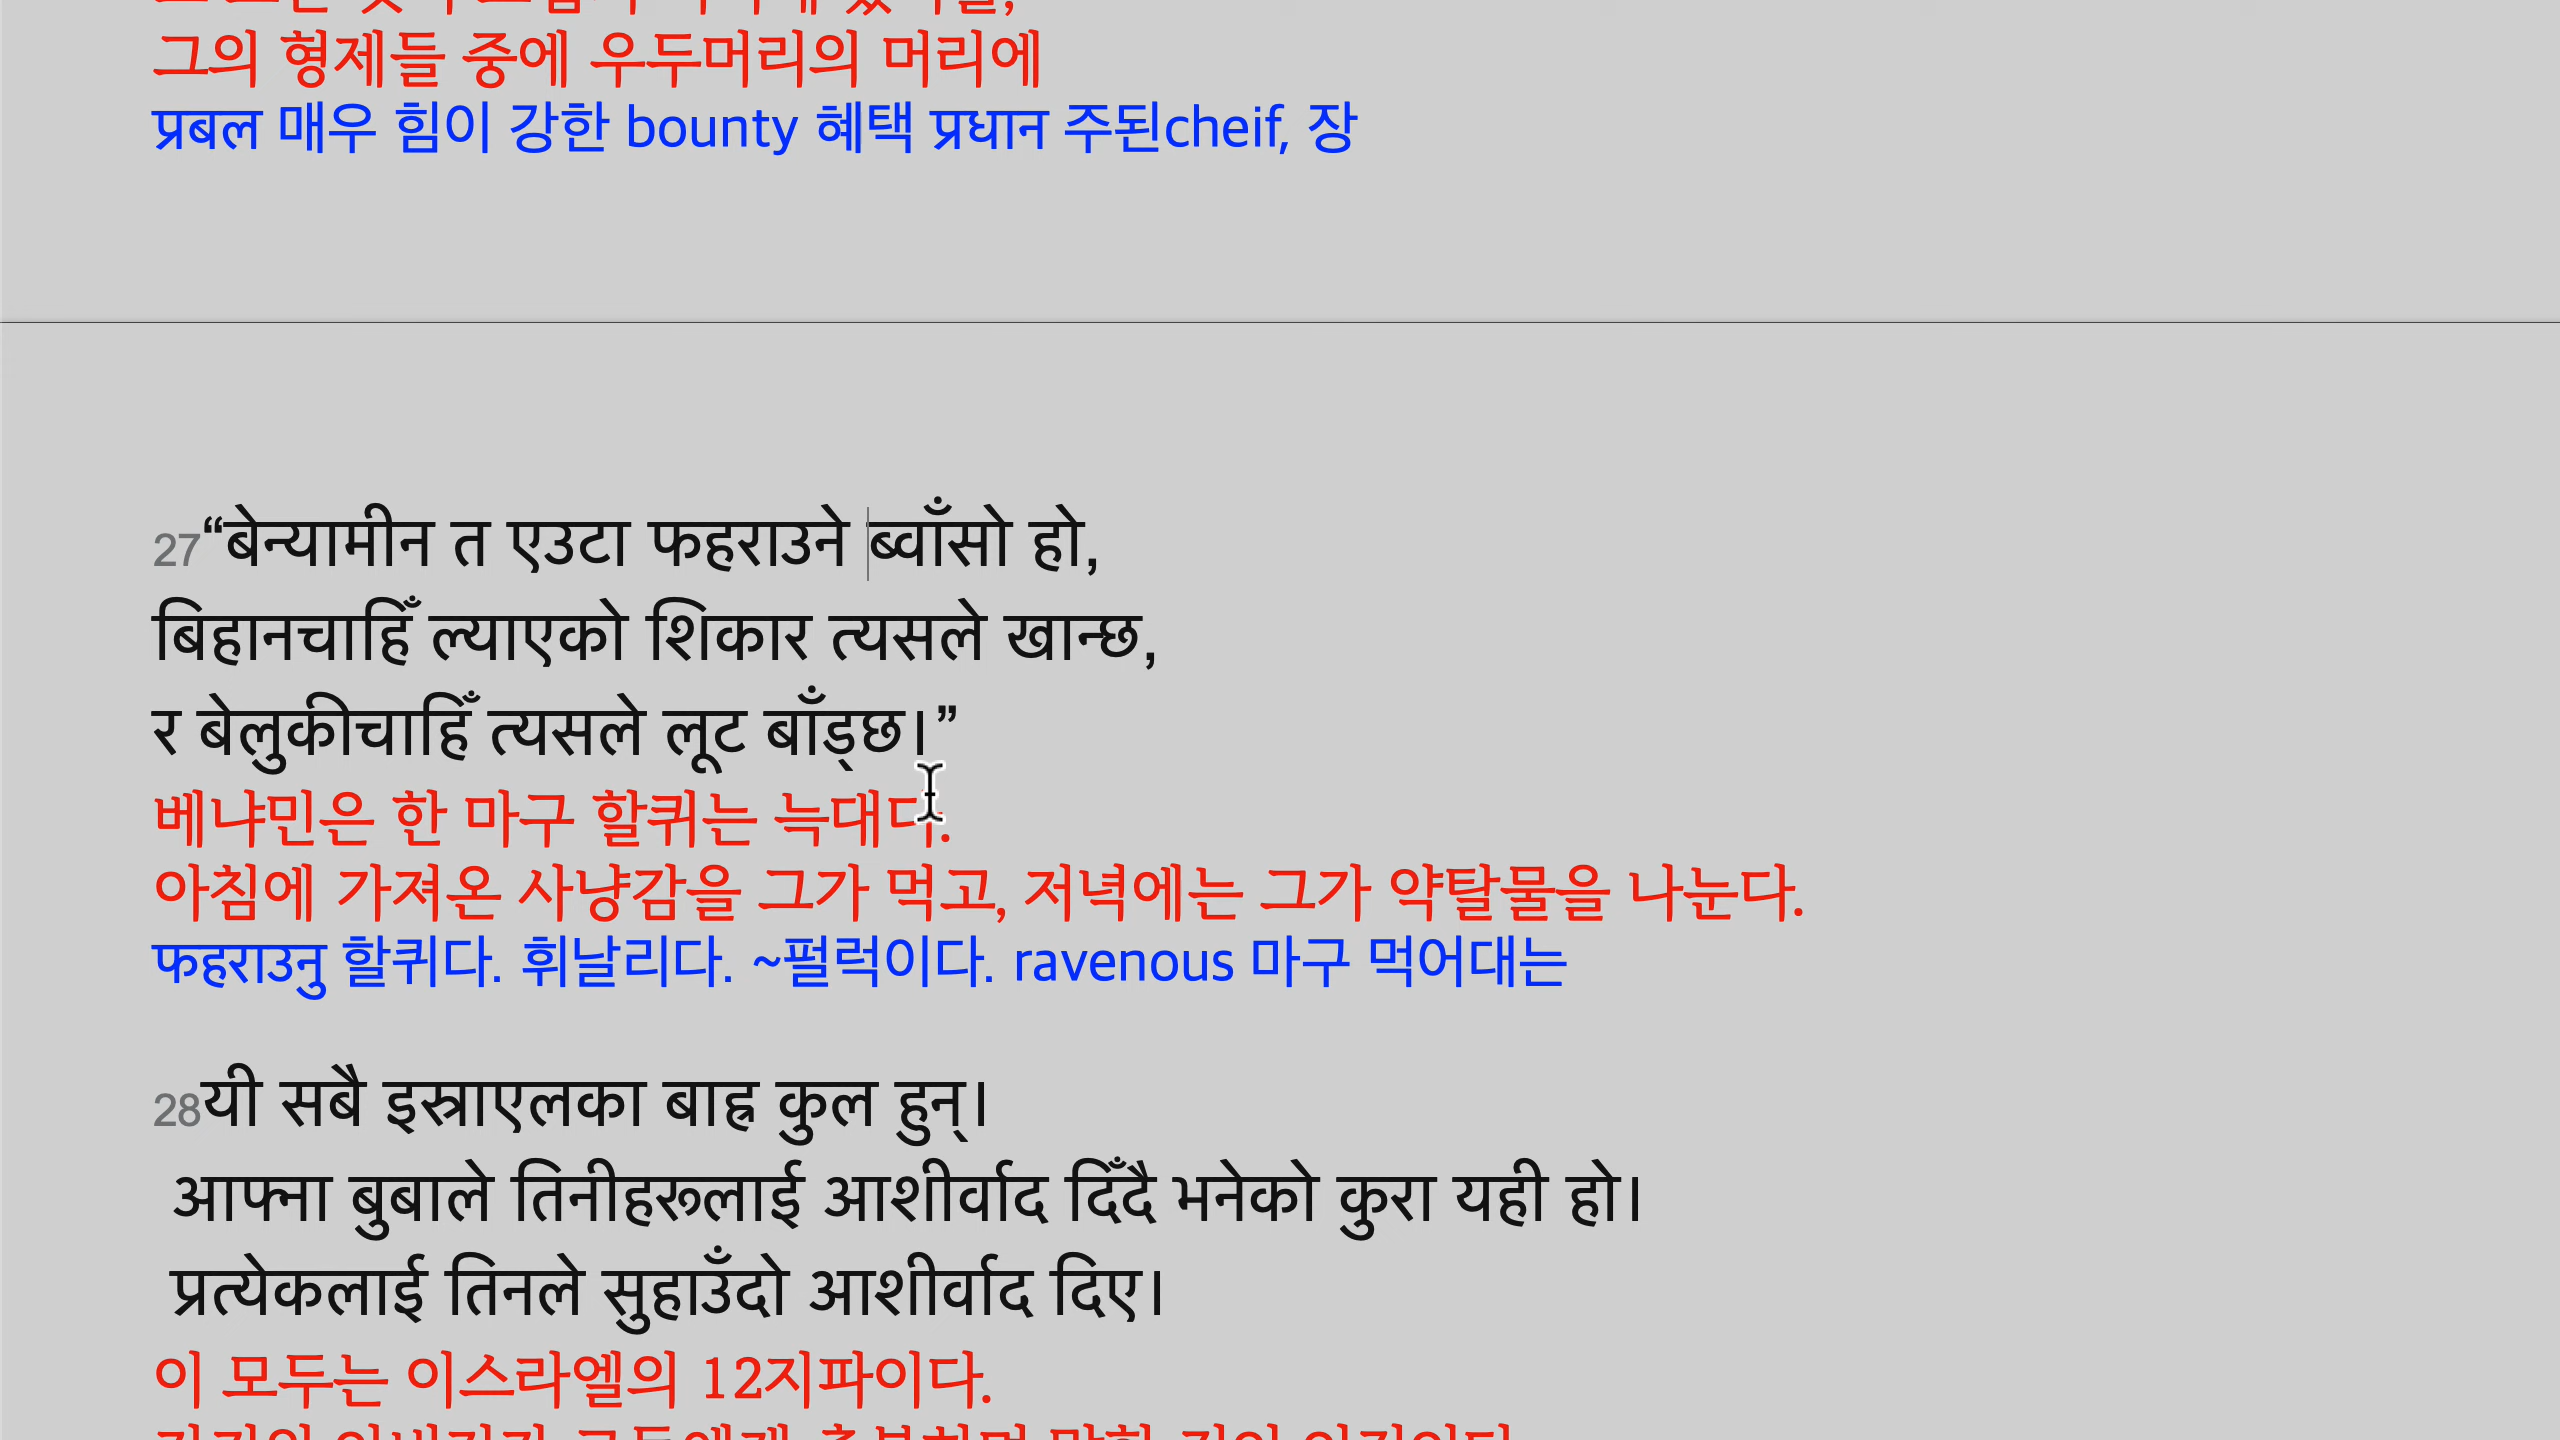 그의 형제들 중에 우두머리의 머리에
प्रबल 매우 힘이 강한 bounty 혜택 प्रधान 주된cheif, 장
27“बेन्यामीन त एउटा फहराउने ब्वाँसो हो,
बिहानचाहिँ ल्याएको शिकार त्यसले खान्छ,
र बेलुकीचाहिँ त्यसले लूट बाँड्छ।”
베냐민은 한 마구 할퀴는 늑대다.
아침에 가져온 사냥감을 그가 먹고, 저녁에는 그가 약탈물을 나눈다.
फहराउनु 할퀴다. 휘날리다. ~펄럭이다. ravenous 마구 먹어대는
28यी सबै इस्राएलका बाह्र कुल हुन्।
आफ्ना बुबाले तिनीहरूलाई आशीर्वाद दिँदै भनेको कुरा यही हो।
प्रत्येकलाई तिनले सुहाउँदो आशीर्वाद दिए।
이 모두는 이스라엘의 12지파이다.